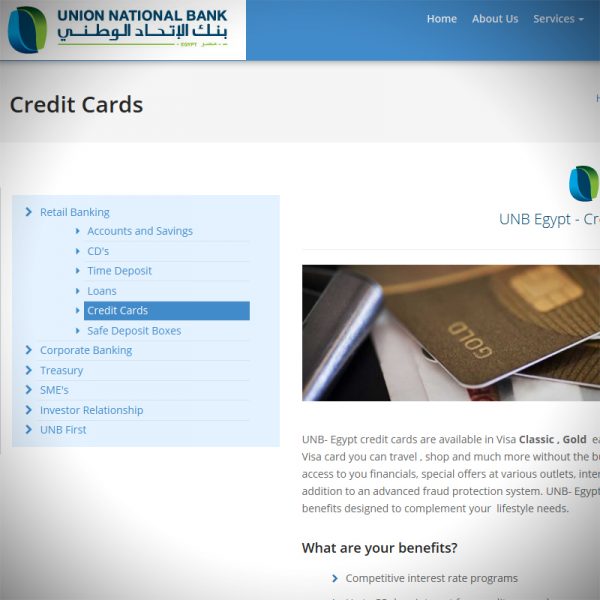 UNION NATIONAL BANK
بنك الإتحاد الوطني
- EGYPT مـــصـــر -
Home About Us Services
Credit Cards
Retail Banking
Accounts and Savings
CD's
Time Deposit
Loans
Credit Cards
Safe Deposit Boxes
Corporate Banking
Treasury
SME's
Investor Relationship
UNB First
UNB Egypt - Cr
GOLD
UNB- Egypt credit cards are available in Visa Classic , Gold
Visa card you can travel , shop and much more without the
access to you financials, special offers at various outlets,
addition to an advanced fraud protection system. UNB- Egypt
benefits designed to complement your lifestyle needs.
What are your benefits?
Competitive interest rate programs